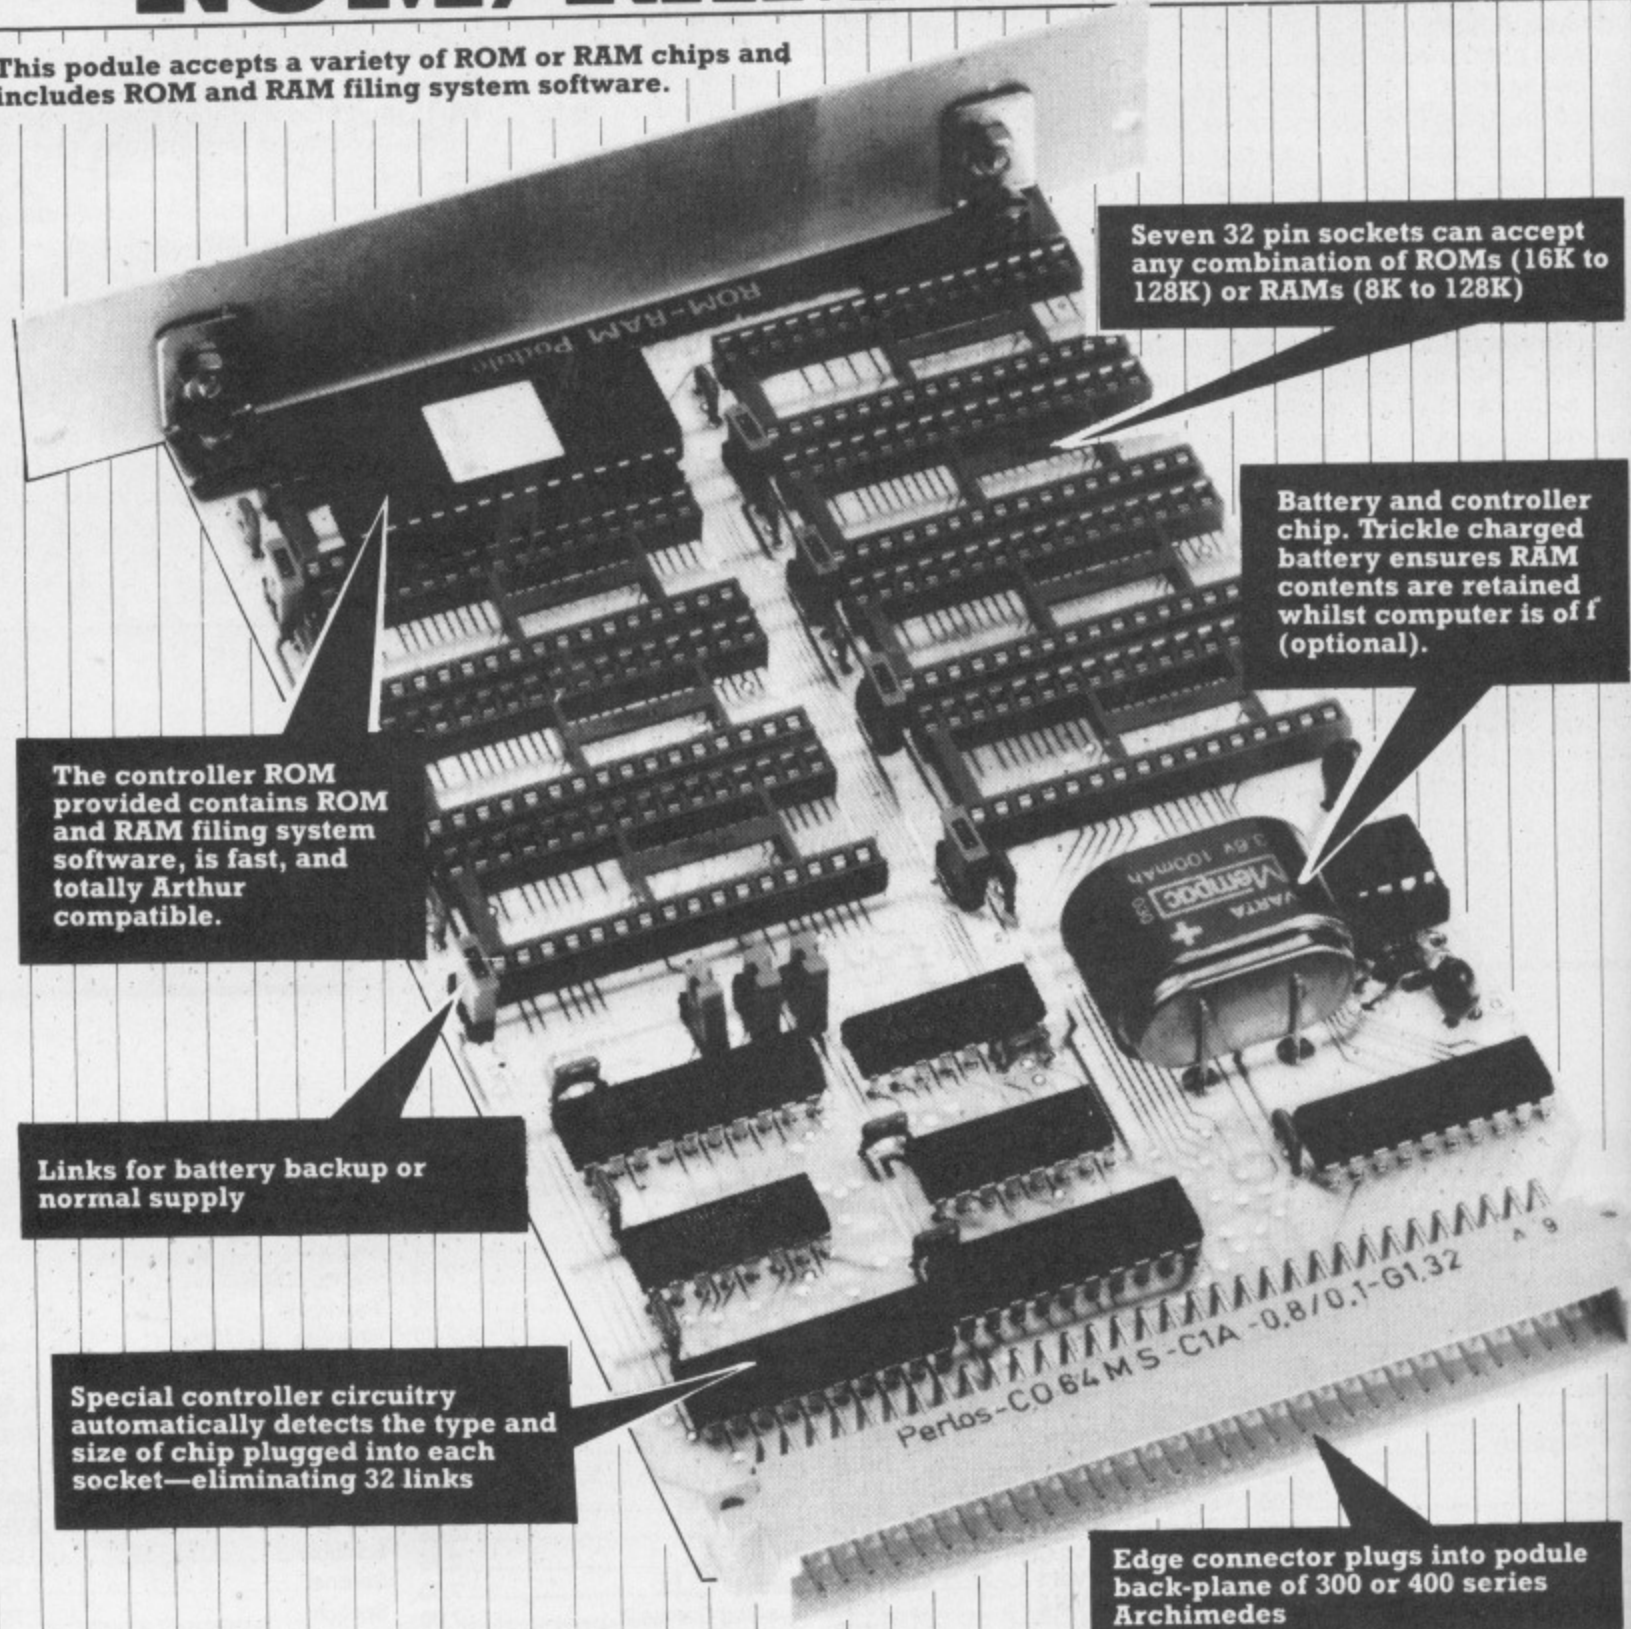 This podule accepts a variety of ROM or RAM chips and
includes ROM and RAM filing system software.
ROM-RAM Podule
Seven 32 pin sockets can accept
any combination of ROMs (16K to
128K) or RAMs (8K to 128K)
Battery and controller
chip. Trickle charged
battery ensures RAM
contents are retained
whilst computer is off
(optional).
The controller ROM
provided contains ROM
and RAM filing system
software, is fast, and
totally Arthur
compatible.
VARTA
Mempac
3.6v 100mAh
+
Links for battery backup or
normal supply
Special controller circuitry
automatically detects the type and
size of chip plugged into each
socket—eliminating 32 links
Perlos-CO 64 M S-C1A -0,8/0,1-G1,32
Edge connector plugs into podule
back-plane of 300 or 400 series
Archimedes